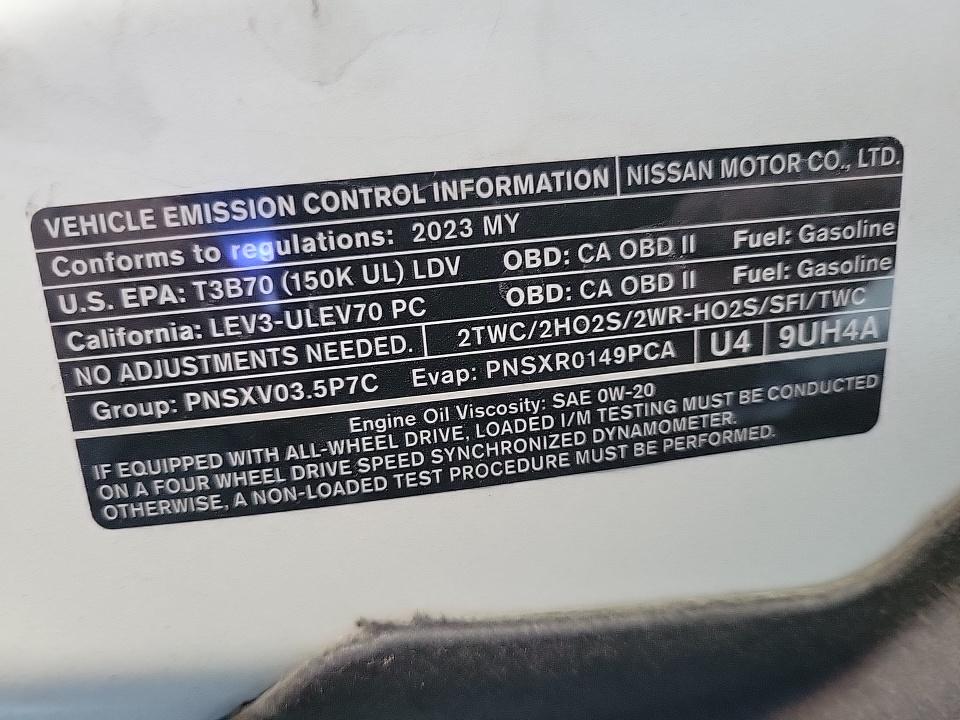 VEHICLE EMISSION CONTROL INFORMATION NISSAN MOTOR CO., LTD.
Conforms to regulations: 2023 MY
U.S. EPA: T3B70 (150K UL) LDV OBD: CA OBD II Fuel: Gasoline
California: LEV3-ULEV70 PC OBD: CA OBD II Fuel: Gasoline
NO ADJUSTMENTS NEEDED. 2TWC/2HO2S/2WR-HO2S/SFI/TWC
Group: PNSXV03.5P7C Evap: PNSXR0149PCA U4 9UH4A
Engine Oil Viscosity: SAE 0W-20
IF EQUIPPED WITH ALL-WHEEL DRIVE, LOADED I/M TESTING MUST BE CONDUCTED
ON A FOUR WHEEL DRIVE SPEED SYNCHRONIZED DYNAMOMETER.
OTHERWISE, A NON-LOADED TEST PROCEDURE MUST BE PERFORMED.